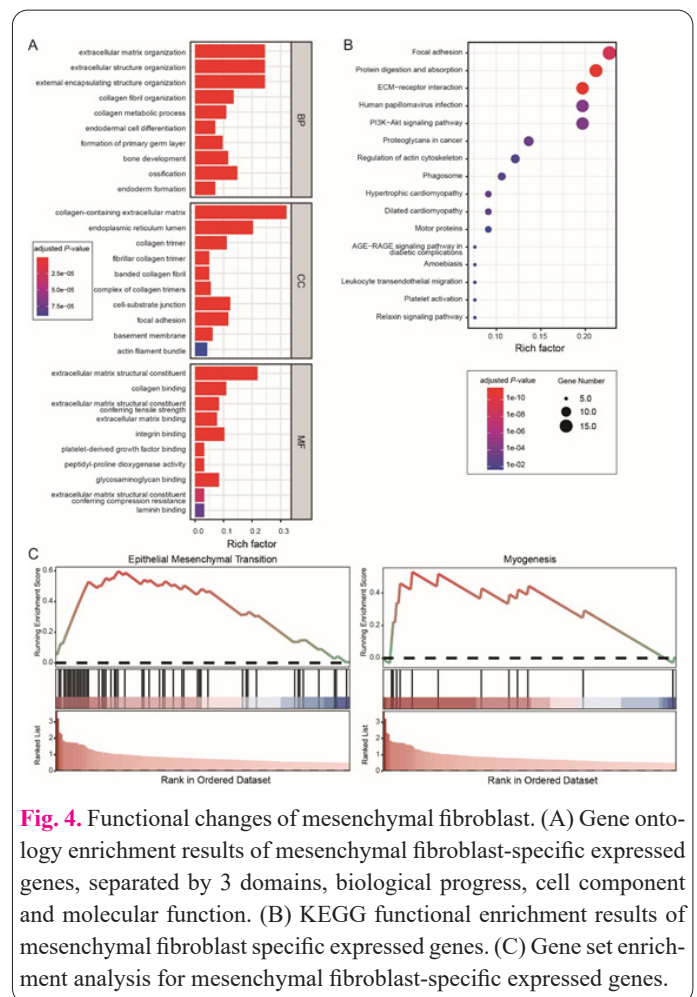 A
extracellular matrix organization
extracellular structure organization
external encapsulating structure organization
collagen fibril organization
collagen metabolic process
endodermal cell differentiation
formation of primary germ layer
bone development
ossification
endoderm formation
BP
collagen-containing extracellular matrix
endoplasmic reticulum lumen
collagen trimer
fibrillar collagen trimer
banded collagen fibril
complex of collagen trimers
cell-substrate junction
focal adhesion
basement membrane
actin filament bundle
CC
adjusted P-value
2.5e-05
5.0e-05
7.5e-05
extracellular matrix structural constituent
collagen binding
extracellular matrix structural constituent
conferring tensile strength
extracellular matrix binding
integrin binding
platelet-derived growth factor binding
peptidyl-proline dioxygenase activity
glycosaminoglycan binding
extracellular matrix structural constituent
conferring compression resistance
laminin binding
MF
0.0 0.1 0.2 0.3
Rich factor
B
Focal adhesion
Protein digestion and absorption
ECM-receptor interaction
Human papillomavirus infection
PI3K-Akt signaling pathway
Proteoglycans in cancer
Regulation of actin cytoskeleton
Phagosome
Hypertrophic cardiomyopathy
Dilated cardiomyopathy
Motor proteins
AGE-RAGE signaling pathway in
diabetic complications
Amoebiasis
Leukocyte transendothelial migration
Platelet activation
Relaxin signaling pathway
0.10 0.15 0.20
Rich factor
adjusted P-value
1e-10
1e-08
1e-06
1e-04
1e-02
Gene Number
5.0
10.0
15.0
C
Epithelial Mesenchymal Transition
Running Enrichment Score
0.6
0.4
0.2
0.0
Ranked List
3
2
1
0
Rank in Ordered Dataset
Myogenesis
Running Enrichment Score
0.4
0.2
0.0
Ranked List
3
2
1
0
Rank in Ordered Dataset
Fig. 4. Functional changes of mesenchymal fibroblast. (A) Gene onto-
logy enrichment results of mesenchymal fibroblast-specific expressed
genes, separated by 3 domains, biological progress, cell component
and molecular function. (B) KEGG functional enrichment results of
mesenchymal fibroblast specific expressed genes. (C) Gene set enrich-
ment analysis for mesenchymal fibroblast-specific expressed genes.